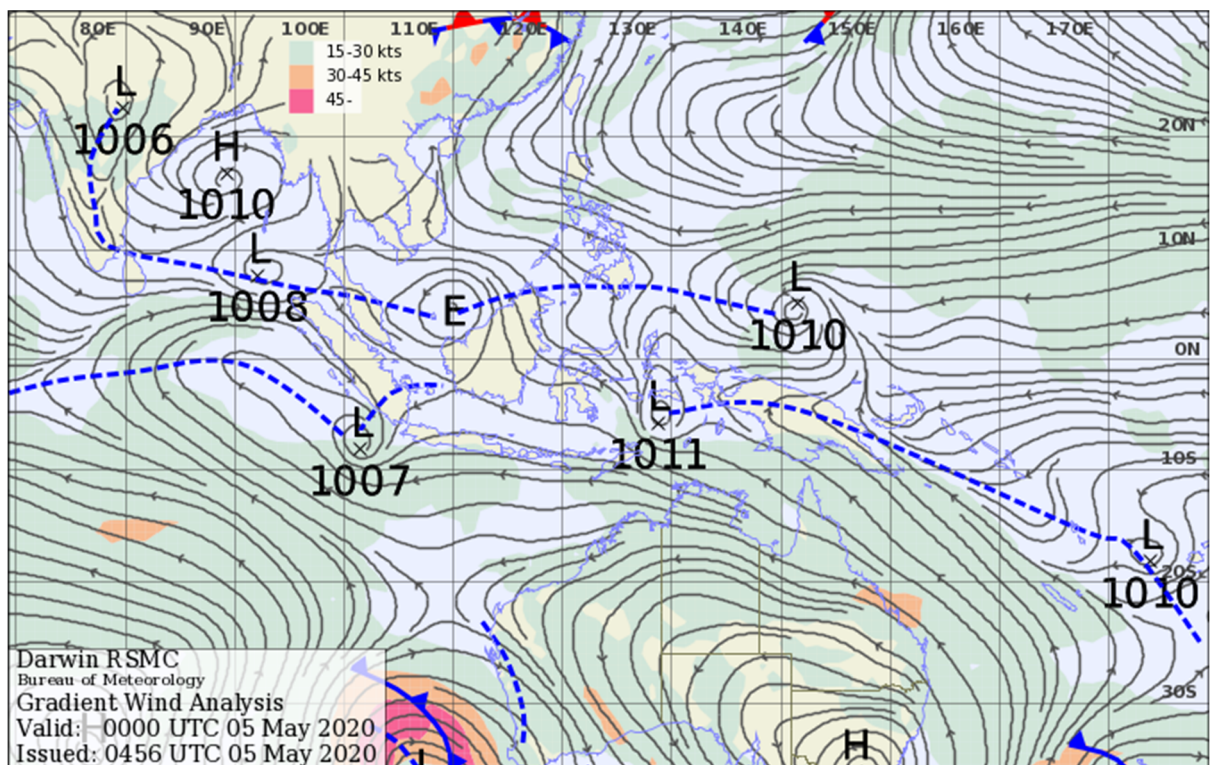 80E 90E 100E 110E 120E 130E 140E 150E 160E 170E
15-30 kts
30-45 kts
45-
L
1006
20N
H
1010
10N
L
1008
L
1010
E
0N
L
1011
L
1007
10S
L
1010
20S
Darwin RSMC
Bureau of Meteorology
Gradient Wind Analysis
Valid: 0000 UTC 05 May 2020
Issued: 0456 UTC 05 May 2020
30S
H
H
L